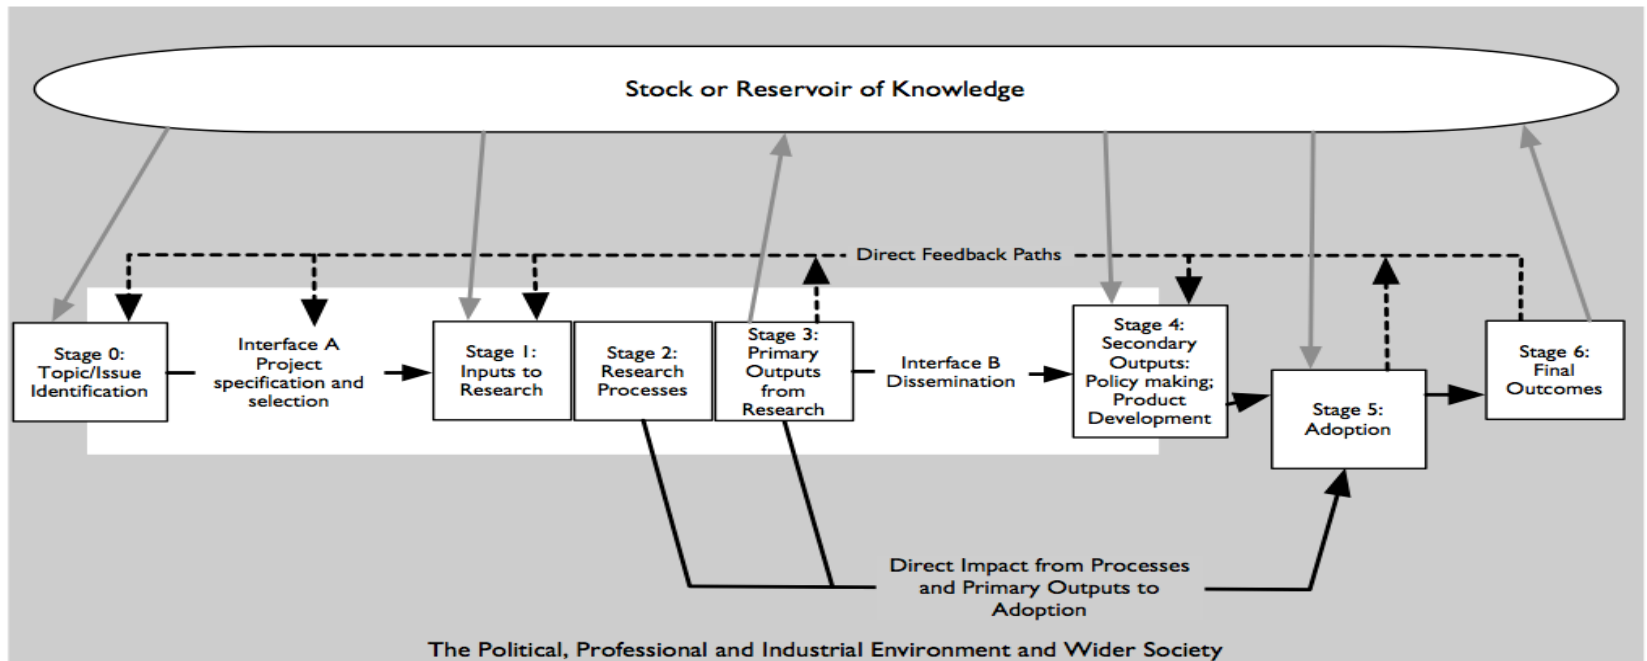 Stock or Reservoir of Knowledge
Direct Feedback Paths
Stage 0:
Topic/Issue
Identification
Interface A
Project
specification and
selection
Stage 1:
Inputs to
Research
Stage 2:
Research
Processes
Stage 3:
Primary
Outputs
from
Research
Interface B
Dissemination
Stage 4:
Secondary
Outputs:
Policy making;
Product
Development
Stage 5:
Adoption
Stage 6:
Final
Outcomes
Direct Impact from Processes
and Primary Outputs to
Adoption
The Political, Professional and Industrial Environment and Wider Society